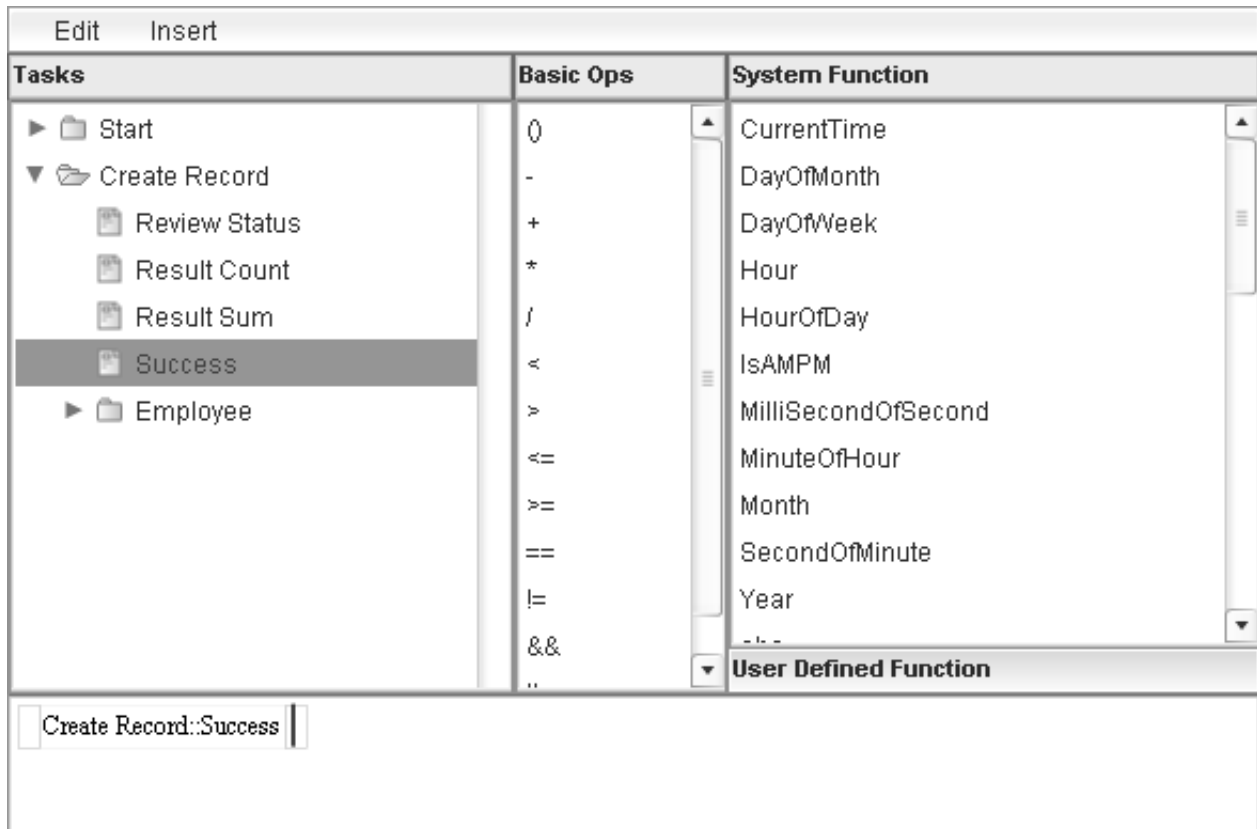 Edit Insert
Tasks
Start
Create Record
Review Status
Result Count
Result Sum
Success
Employee
Basic Ops
()
-
+
*
/
<
>
<=
>=
==
!=
&&
System Function
CurrentTime
DayOfMonth
DayOfWeek
Hour
HourOfDay
IsAMPM
MilliSecondOfSecond
MinuteOfHour
Month
SecondOfMinute
Year
User Defined Function
Create Record::Success